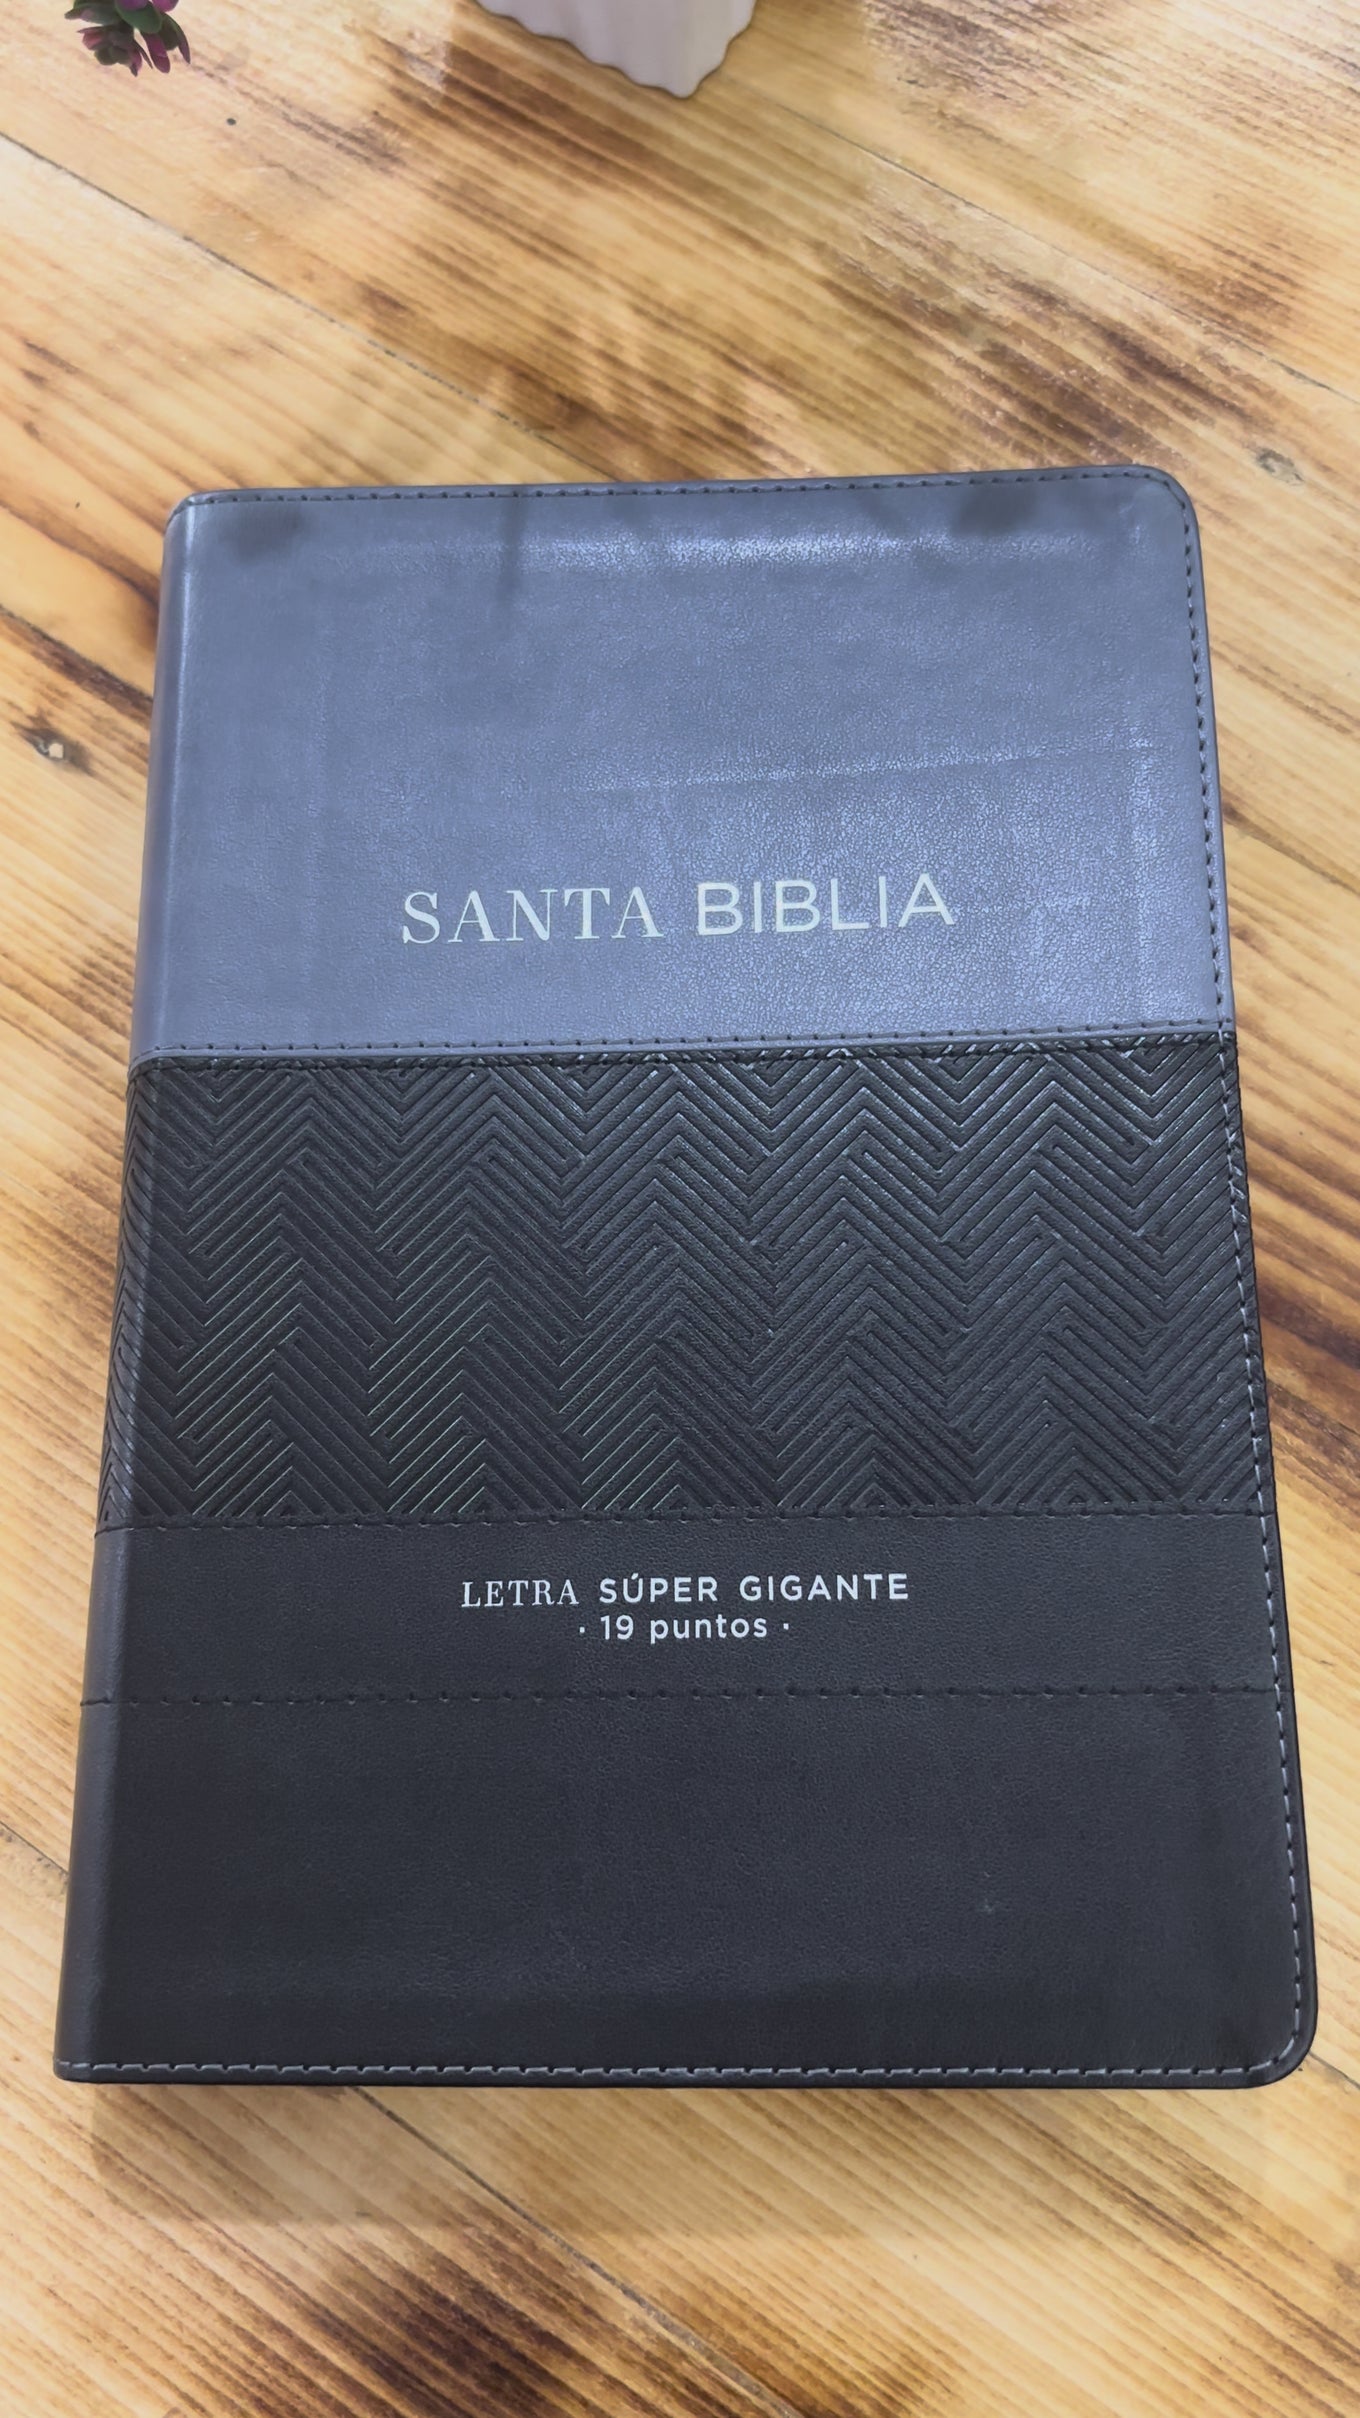 SANTA BIBLIA
LETRA SÚPER GIGANTE
· 19 puntos ·